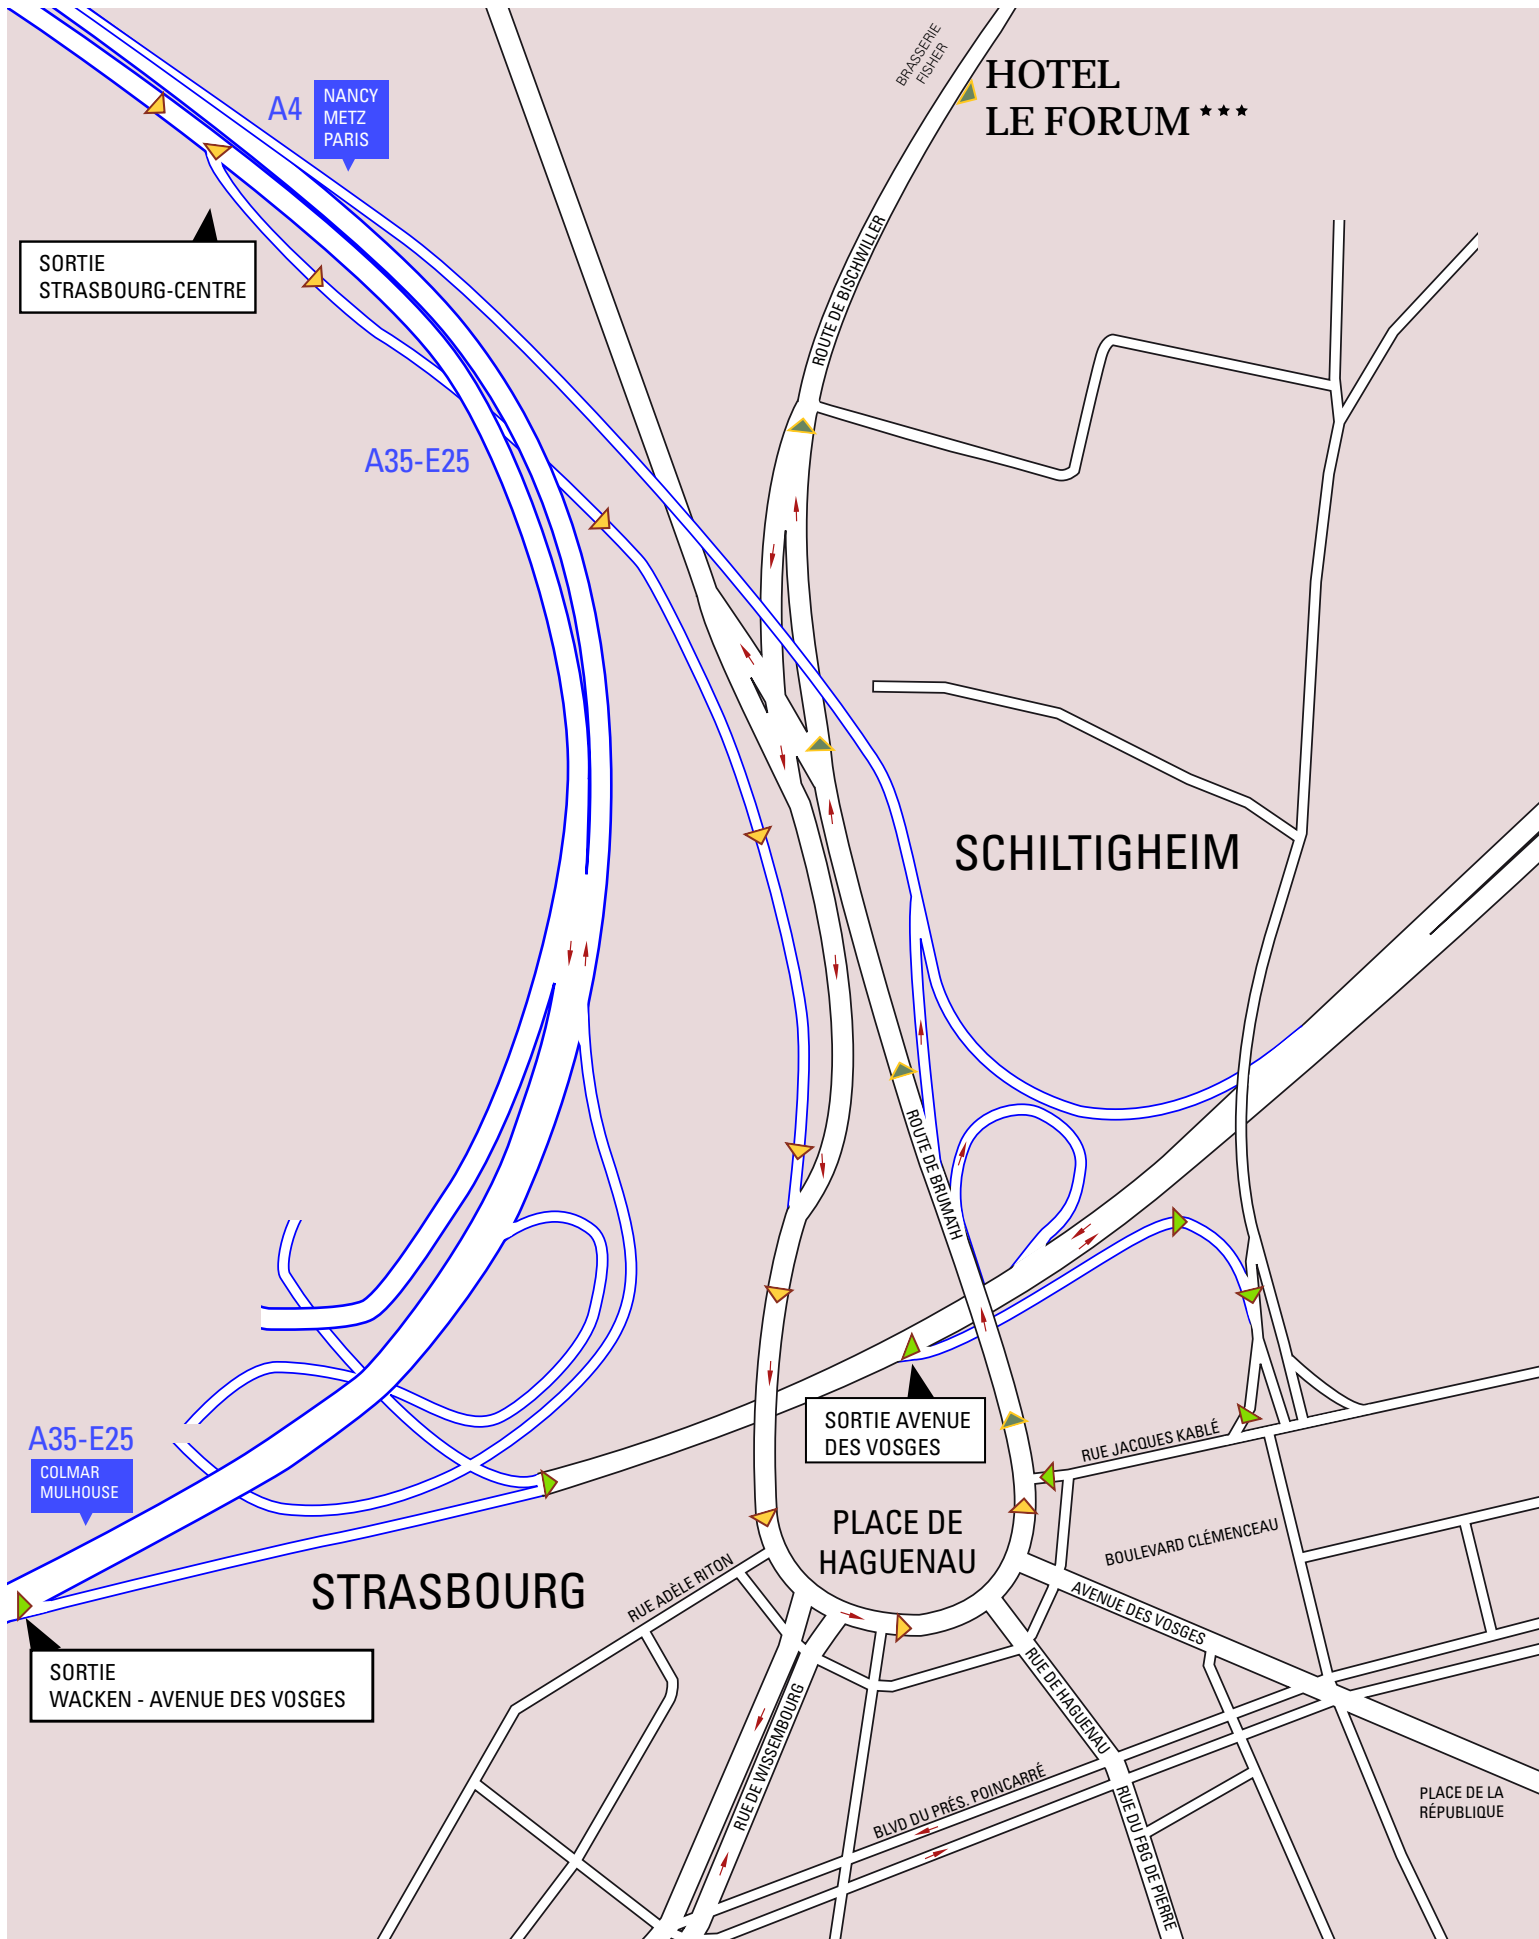 BRASSERIE
FISHER
HOTEL
LE FORUM ★★★
A4
NANCY
METZ
PARIS
SORTIE
STRASBOURG-CENTRE
ROUTE DE BISCHWILLER
A35-E25
SCHILTIGHEIM
ROUTE DE BRUMATH
A35-E25
COLMAR
MULHOUSE
SORTIE AVENUE
DES VOSGES
RUE JACQUES KABLÉ
PLACE DE
HAGUENAU
BOULEVARD CLÉMENCEAU
STRASBOURG
RUE ADÈLE RITON
AVENUE DES VOSGES
SORTIE
WACKEN - AVENUE DES VOSGES
RUE DE WISSEMBOURG
RUE DE HAGUENAU
BLVD DU PRÉS. POINCARRÉ
RUE DU FBG DE PIERRE
PLACE DE LA
RÉPUBLIQUE